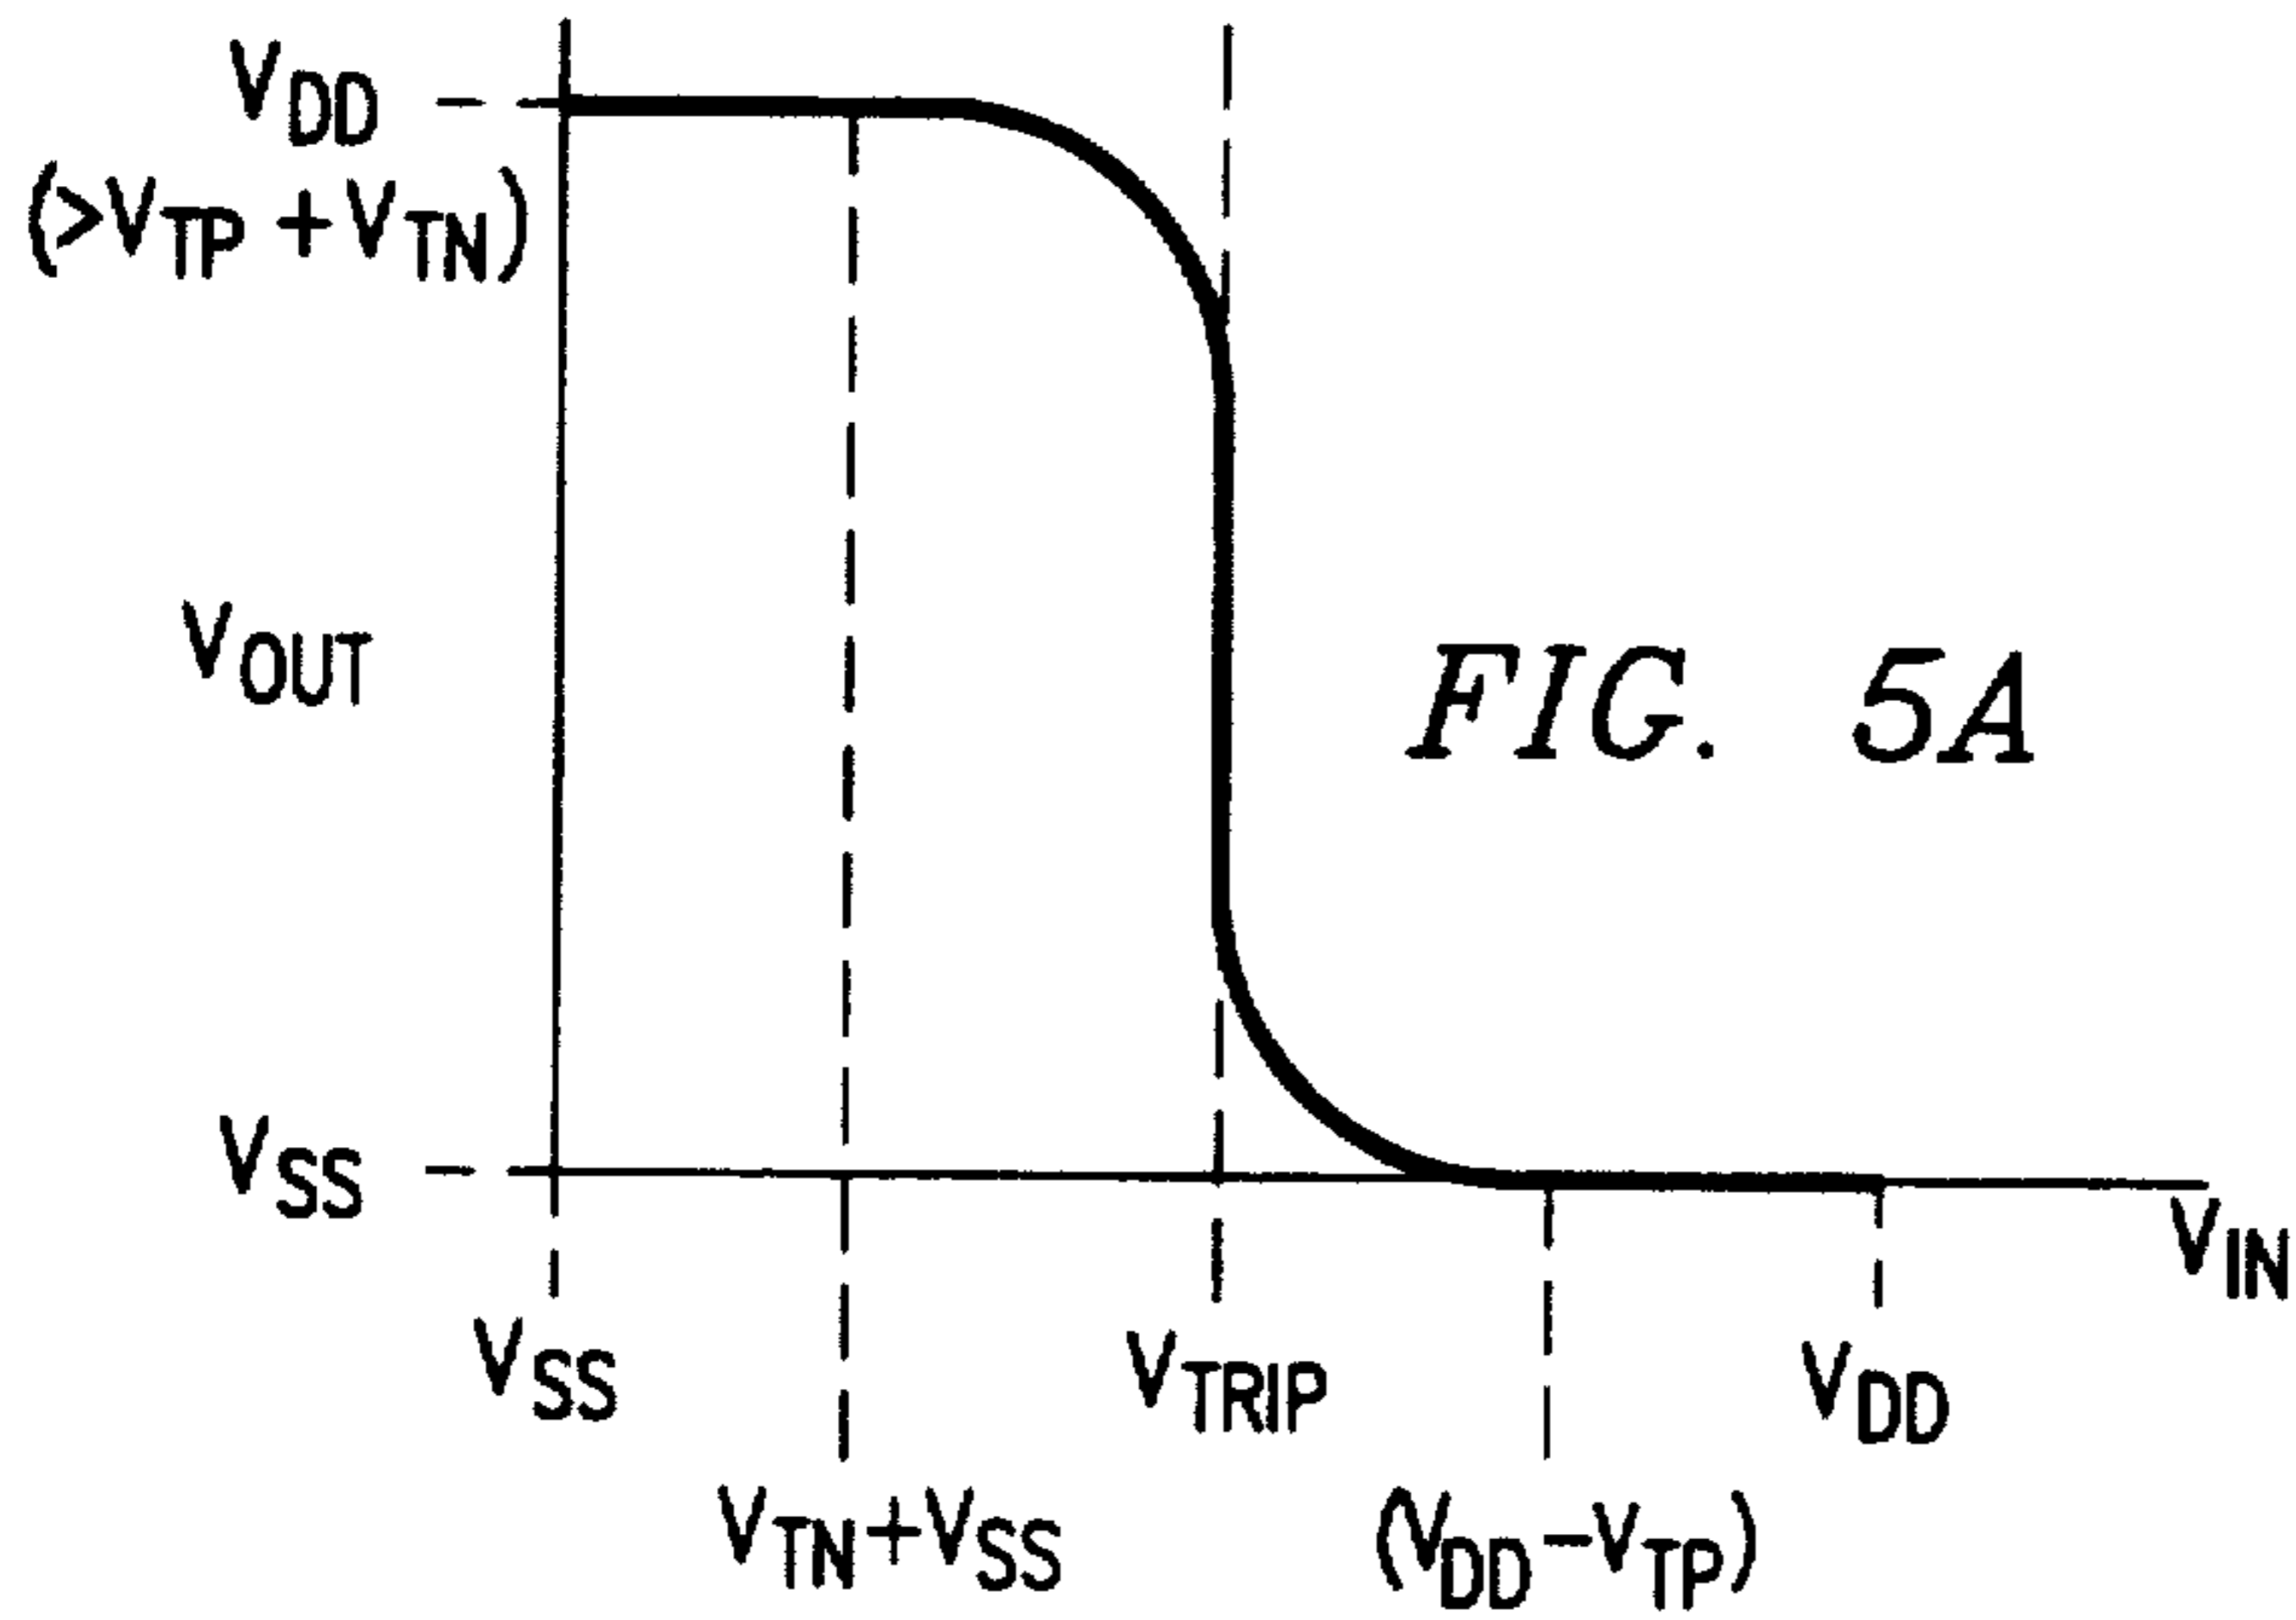 VDD
(>VTP + VTN)
VOUT
FIG. 5A
VSS
VIN
VSS
VTRIP
VDD
VTN+VSS
(VDD-VTP)